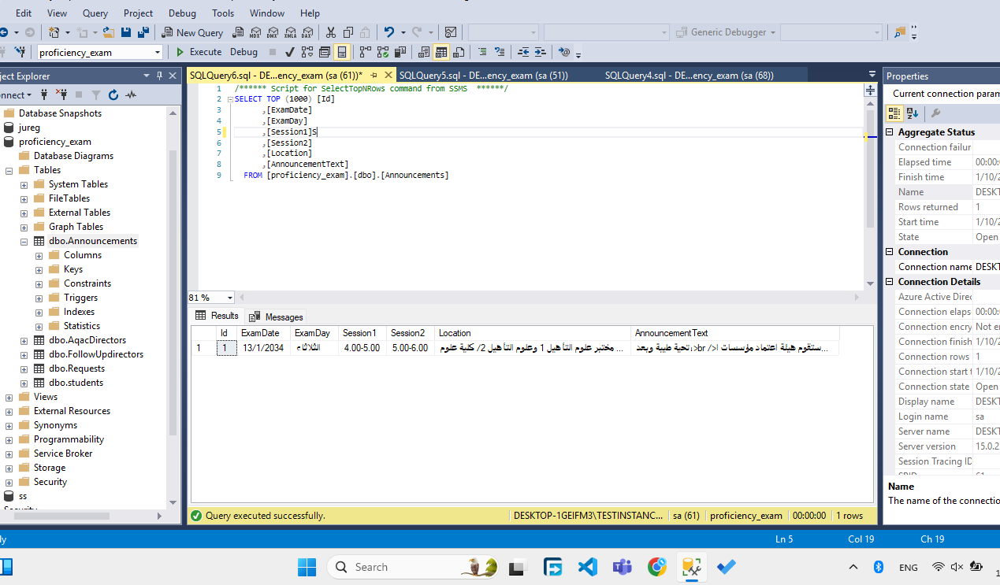 Edit View Query Project Debug Tools Window Help
New Query MDX DMX XMLA DAX Generic Debugger
proficiency_exam Execute Debug
ject Explorer
nnect
Database Snapshots
jureg
proficiency_exam
Database Diagrams
Tables
System Tables
FileTables
External Tables
Graph Tables
dbo.Announcements
Columns
Keys
Constraints
Triggers
Indexes
Statistics
dbo.AqacDirectors
dbo.FollowUpdirectors
dbo.Requests
dbo.students
Views
External Resources
Synonyms
Programmability
Service Broker
Storage
Security
ss
SQLQuery6.sql - DE...ency_exam (sa (61))* SQLQuery5.sql - DE...ency_exam (sa (51)) SQLQuery4.sql - DE...ency_exam (sa (68))
1 /****** Script for SelectTopNRows command from SSMS ******/
2 SELECT TOP (1000) [Id]
3 ,[ExamDate]
4 ,[ExamDay]
5 ,[Session1]S
6 ,[Session2]
7 ,[Location]
8 ,[AnnouncementText]
9 FROM [proficiency_exam].[dbo].[Announcements]
81 %
Results Messages
Id ExamDate ExamDay Session1 Session2 Location AnnouncementText
1 1 13/1/2034 الثلاثاء 4.00-5.00 5.00-6.00 مختبر علوم التأهيل 1 وعلوم التأهيل 2/ كلية علوم ... تحية طيبة وبعد;<br /> ستقوم هيئة اعتماد مؤسسات ا...
Query executed successfully. DESKTOP-1GEIFM3\TESTINSTANC... sa (61) proficiency_exam 00:00:00 1 rows
Properties
Current connection param
Aggregate Status
Connection failur
Elapsed time 00:00:
Finish time 1/10/2
Name DESKT
Rows returned 1
Start time 1/10/2
State Open
Connection
Connection name DESKT
Connection Details
Azure Active Direc
Connection elaps 00:00:
Connection encry Not e
Connection finish 1/10/2
Connection rows 1
Connection start t 1/10/2
Connection state Open
Display name DESKT
Login name sa
Server name DESKT
Server version 15.0.2
Session Tracing ID
Name
The name of the connectio
dy Ln 5 Col 19 Ch 19
Search ENG